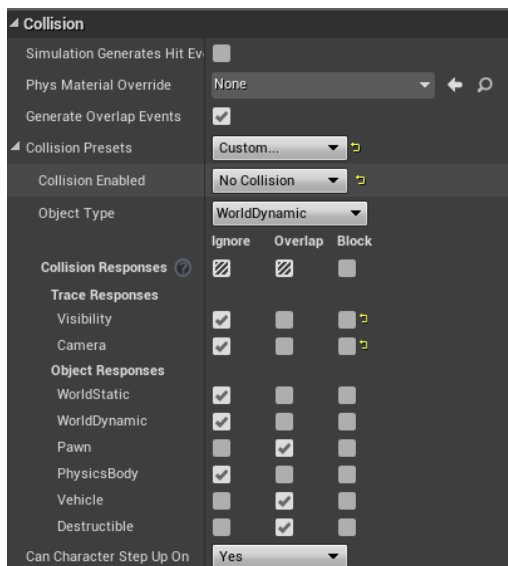 Collision
Simulation Generates Hit Ev
Phys Material Override None
Generate Overlap Events
Collision Presets Custom...
Collision Enabled No Collision
Object Type WorldDynamic
Ignore Overlap Block
Collision Responses ?
Trace Responses
Visibility
Camera
Object Responses
WorldStatic
WorldDynamic
Pawn
PhysicsBody
Vehicle
Destructible
Can Character Step Up On Yes